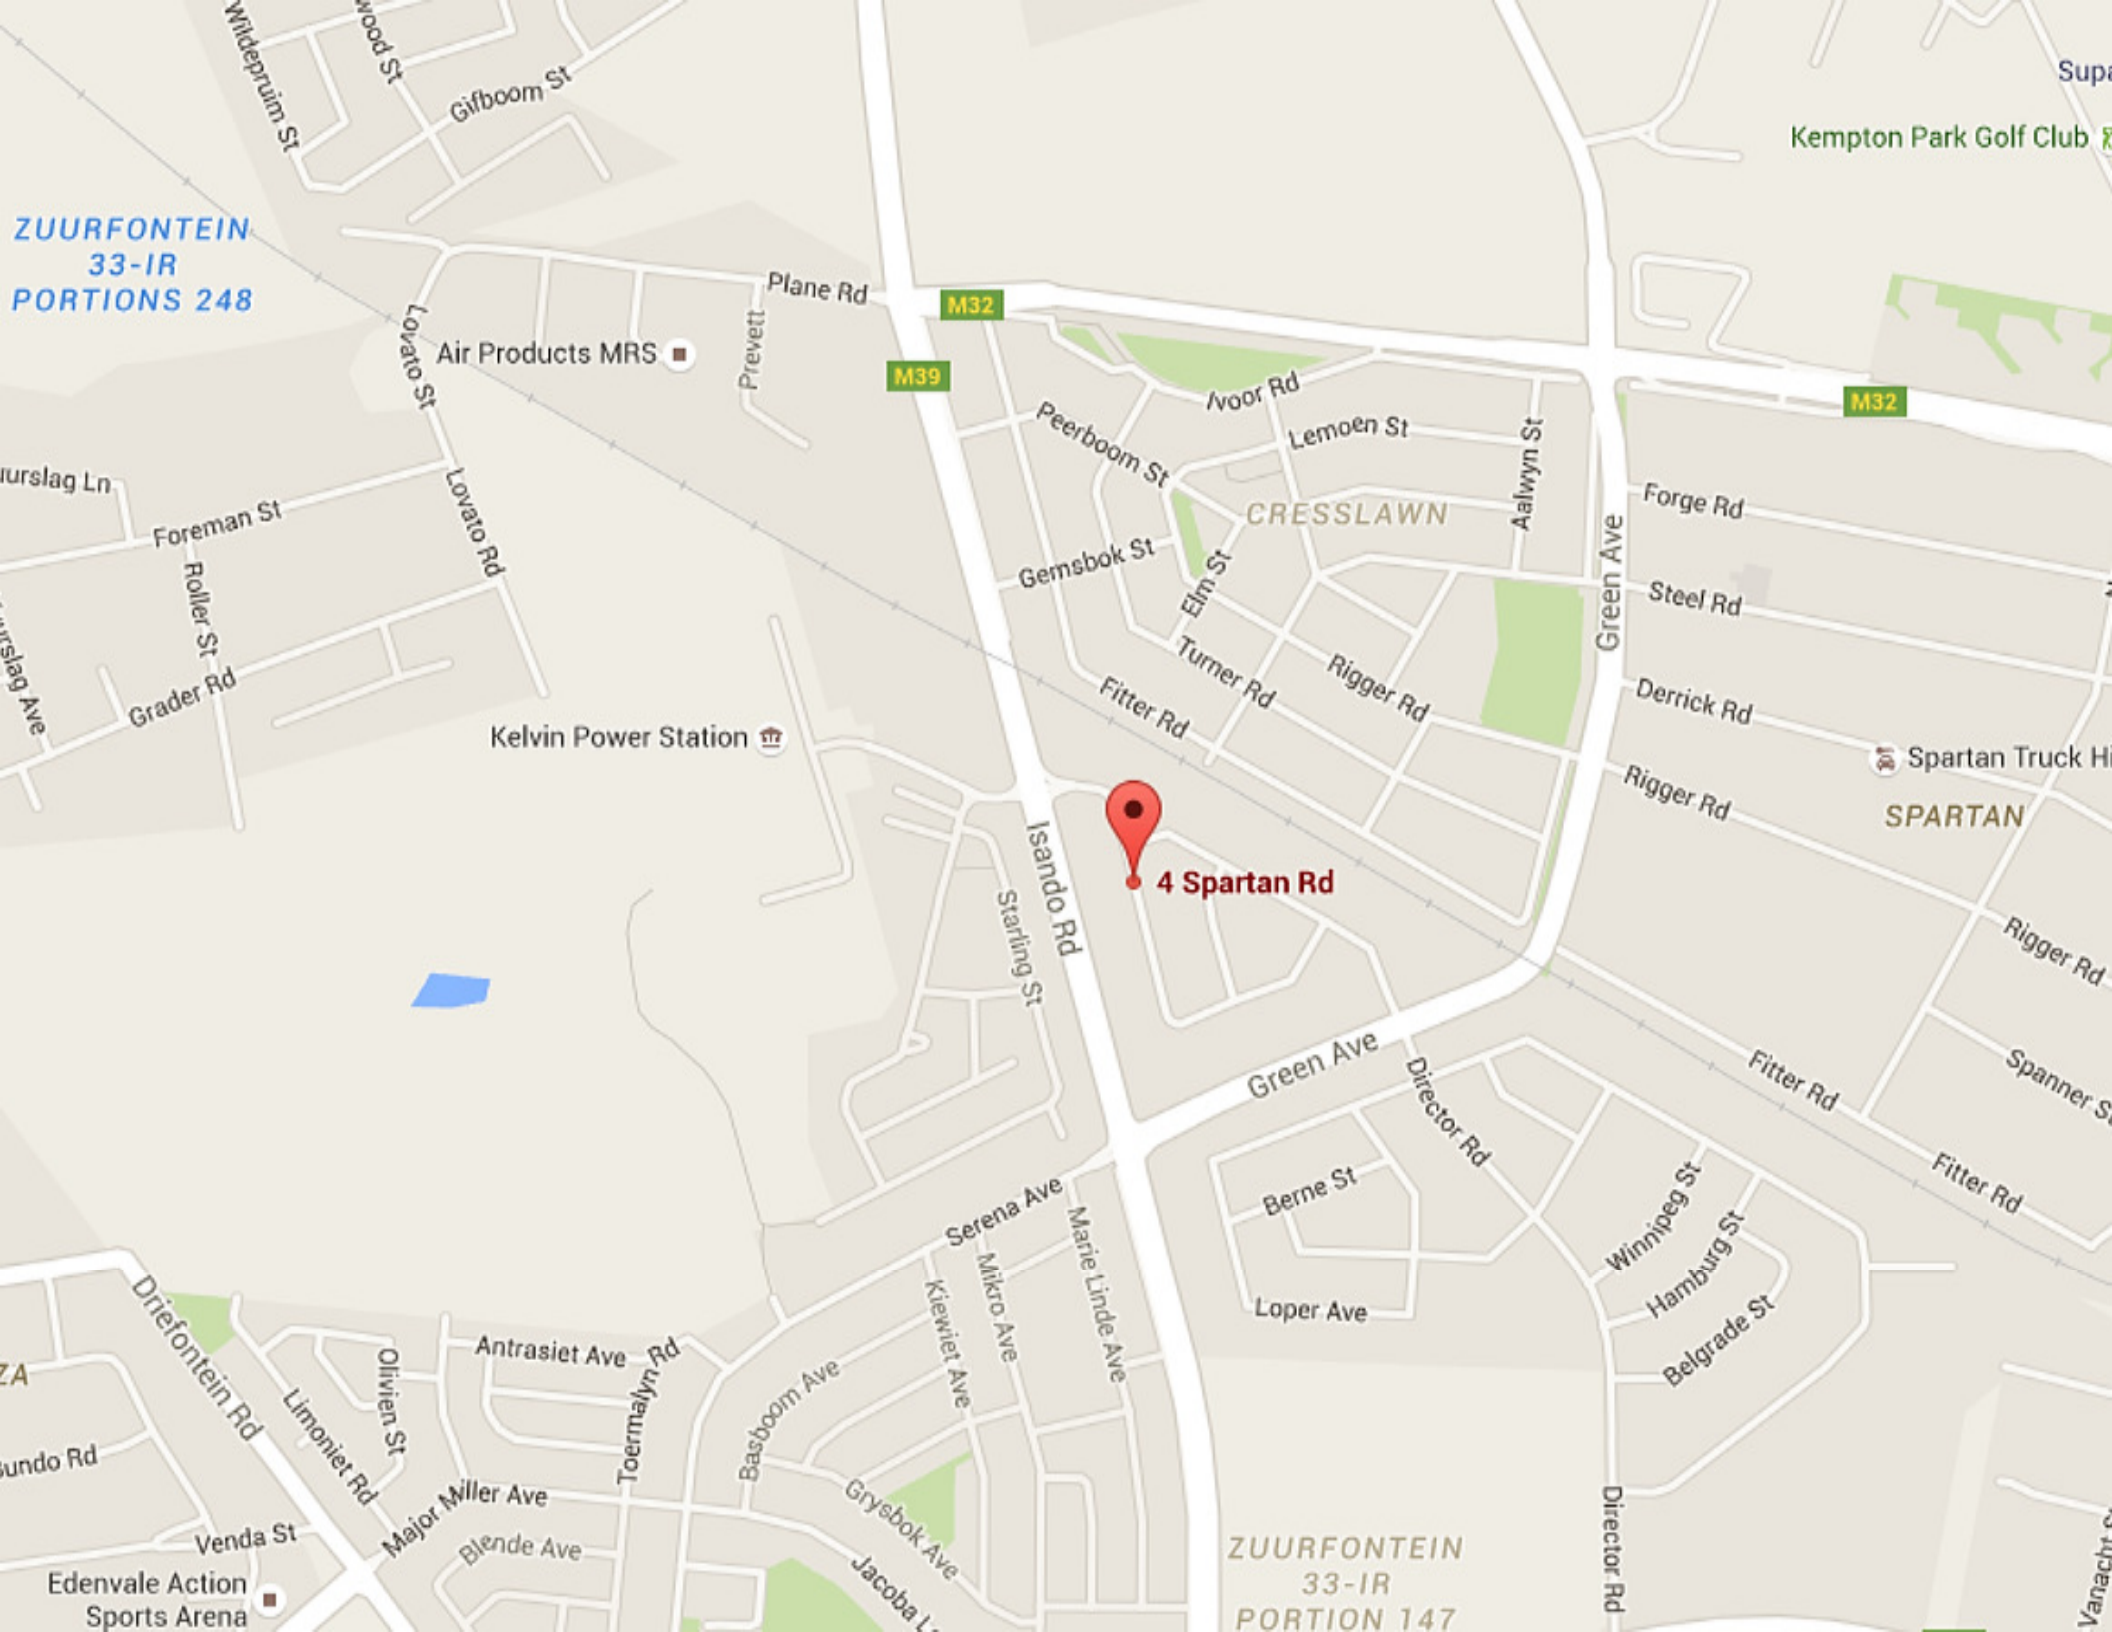 Wildepruim St
wood St
Gifboom St
Supa
Kempton Park Golf Club
ZUURFONTEIN
33-IR
PORTIONS 248
Plane Rd
M32
Lovato St
Air Products MRS
Prevett
M39
Ivoor Rd
M32
Peerboom St
Lemoen St
Aalwyn St
uurslag Ln
Foreman St
Lovato Rd
CRESSLAWN
Forge Rd
Gemsbok St
Elm St
Green Ave
Steel Rd
Roller St
urslag Ave
Grader Rd
Turner Rd
Rigger Rd
Derrick Rd
Fitter Rd
Kelvin Power Station
Spartan Truck Hi
Rigger Rd
SPARTAN
Isando Rd
4 Spartan Rd
Starling St
Rigger Rd
Green Ave
Director Rd
Fitter Rd
Spanner S
Berne St
Winnipeg St
Fitter Rd
Serena Ave
Marie Linde Ave
Hamburg St
Mikro Ave
Kiewiet Ave
Loper Ave
Belgrade St
Driefontein Rd
Antrasiet Ave
Toermalyn Rd
ZA
Olivien St
Limoniet Rd
Basboom Ave
undo Rd
Major Miller Ave
Grysbok Ave
Director Rd
Venda St
Blende Ave
ZUURFONTEIN
33-IR
PORTION 147
Edenvale Action
Sports Arena
Jacoba L
Vanacht